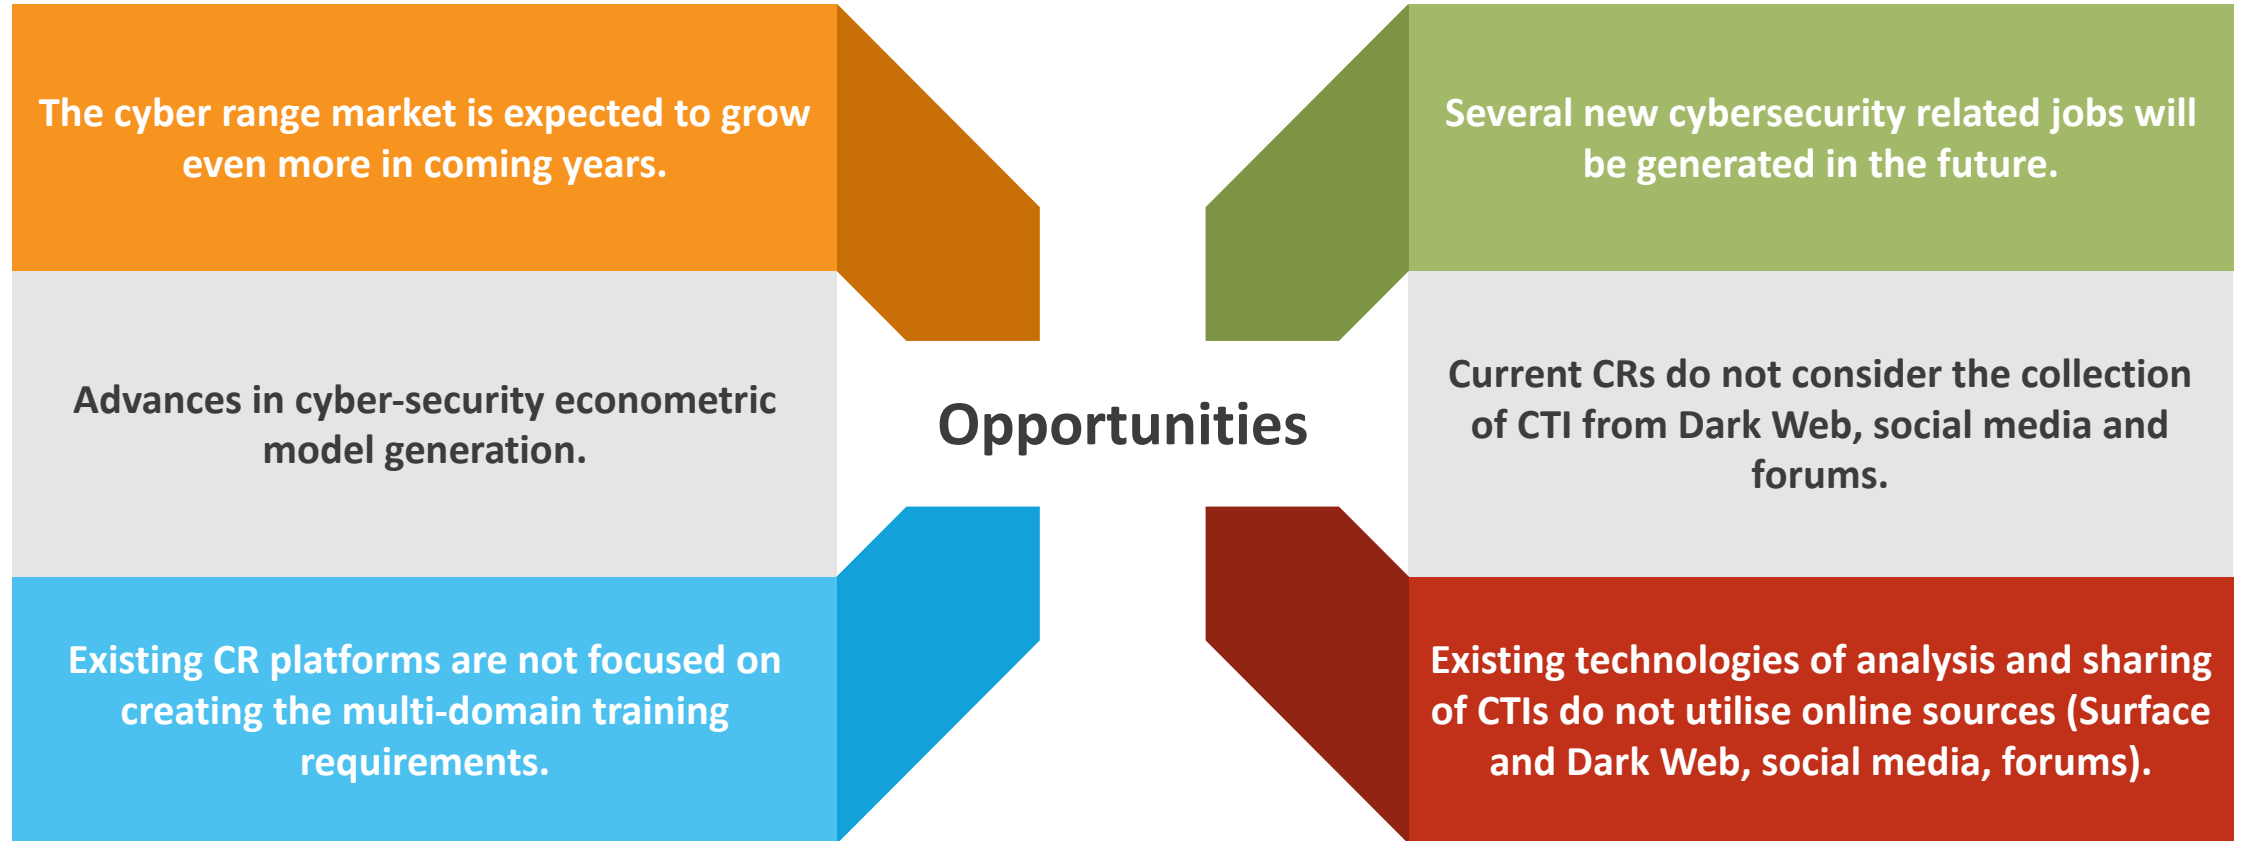 The cyber range market is expected to grow
even more in coming years.
Advances in cyber-security econometric
model generation.
Existing CR platforms are not focused on
creating the multi-domain training
requirements.
Opportunities
Several new cybersecurity related jobs will
be generated in the future.
Current CRs do not consider the collection
of CTI from Dark Web, social media and
forums.
Existing technologies of analysis and sharing
of CTIs do not utilise online sources (Surface
and Dark Web, social media, forums).